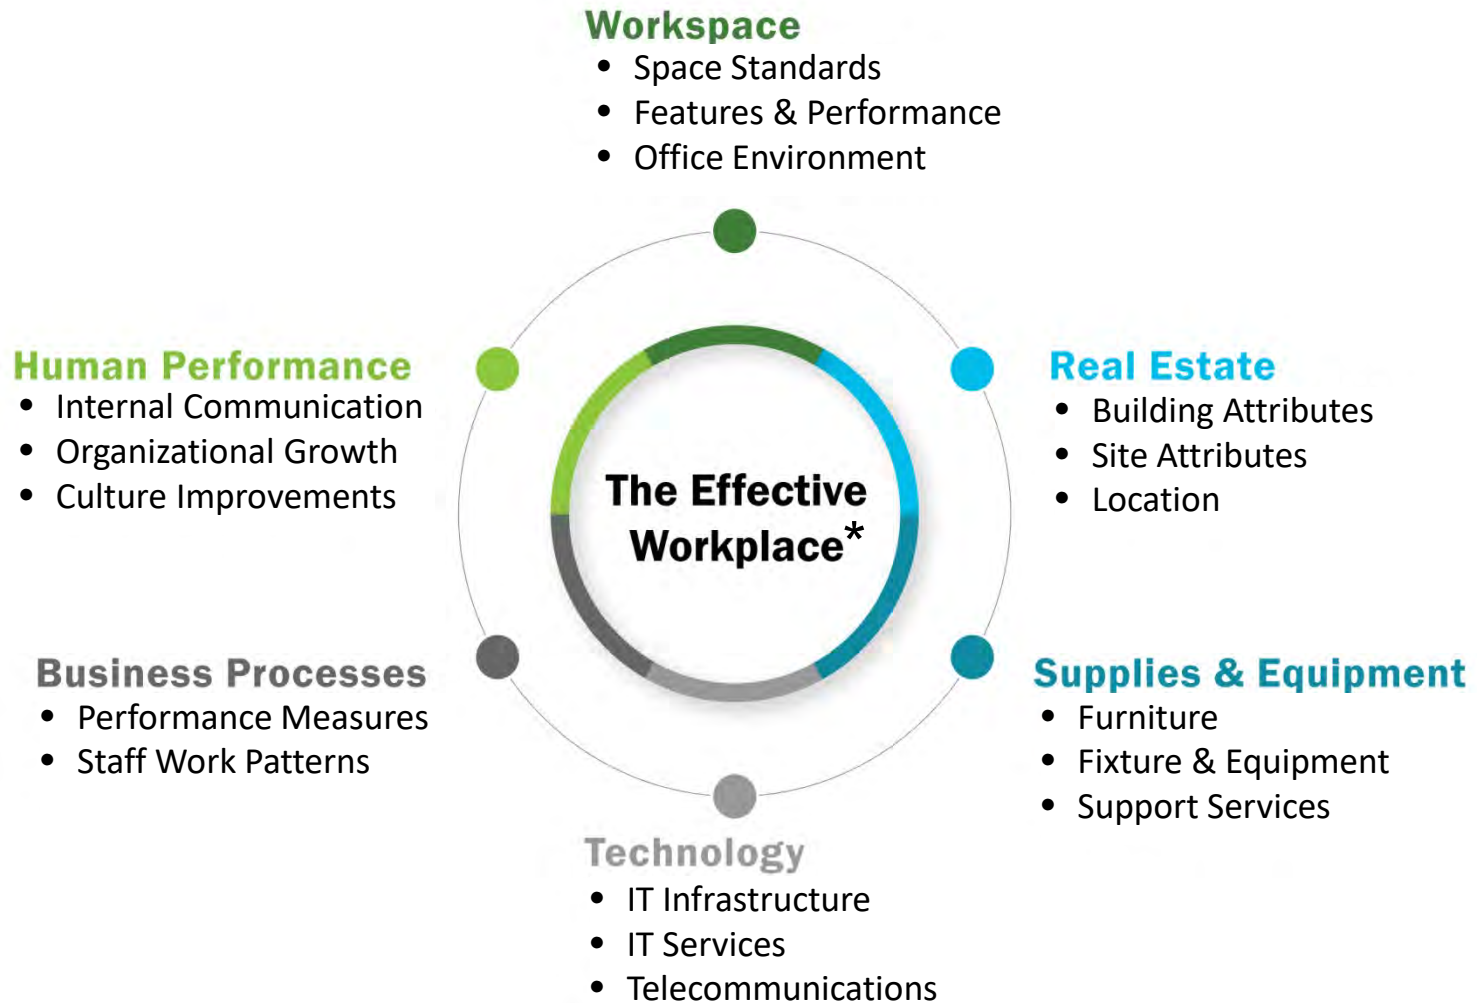 Workspace
• Space Standards
• Features & Performance
• Office Environment
Human Performance
• Internal Communication
• Organizational Growth
• Culture Improvements
Real Estate
• Building Attributes
• Site Attributes
• Location
The Effective
Workplace*
Business Processes
• Performance Measures
• Staff Work Patterns
Supplies & Equipment
• Furniture
• Fixture & Equipment
• Support Services
Technology
• IT Infrastructure
• IT Services
• Telecommunications